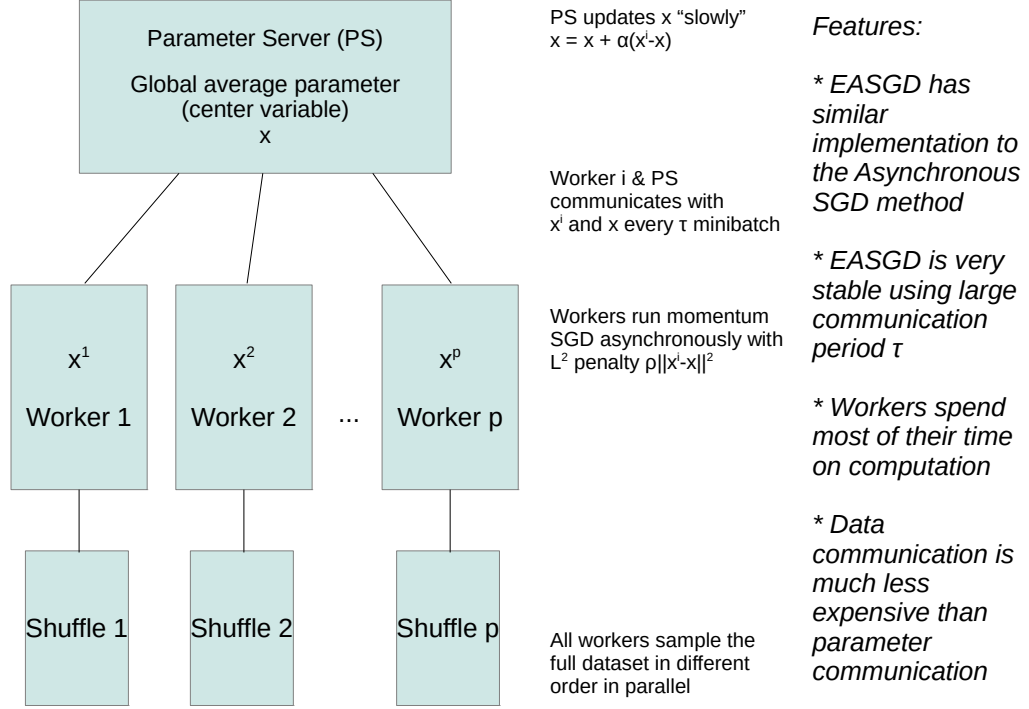 Parameter Server (PS)
Global average parameter
(center variable)
x
x¹
Worker 1
x²
Worker 2
...
xᵖ
Worker p
Shuffle 1
Shuffle 2
Shuffle p
PS updates x “slowly”
x = x + α(xⁱ-x)
Worker i & PS
communicates with
xⁱ and x every τ minibatch
Workers run momentum
SGD asynchronously with
L² penalty ρ||xⁱ-x||²
All workers sample the
full dataset in different
order in parallel
Features:
* EASGD has
similar
implementation to
the Asynchronous
SGD method
* EASGD is very
stable using large
communication
period τ
* Workers spend
most of their time
on computation
* Data
communication is
much less
expensive than
parameter
communication